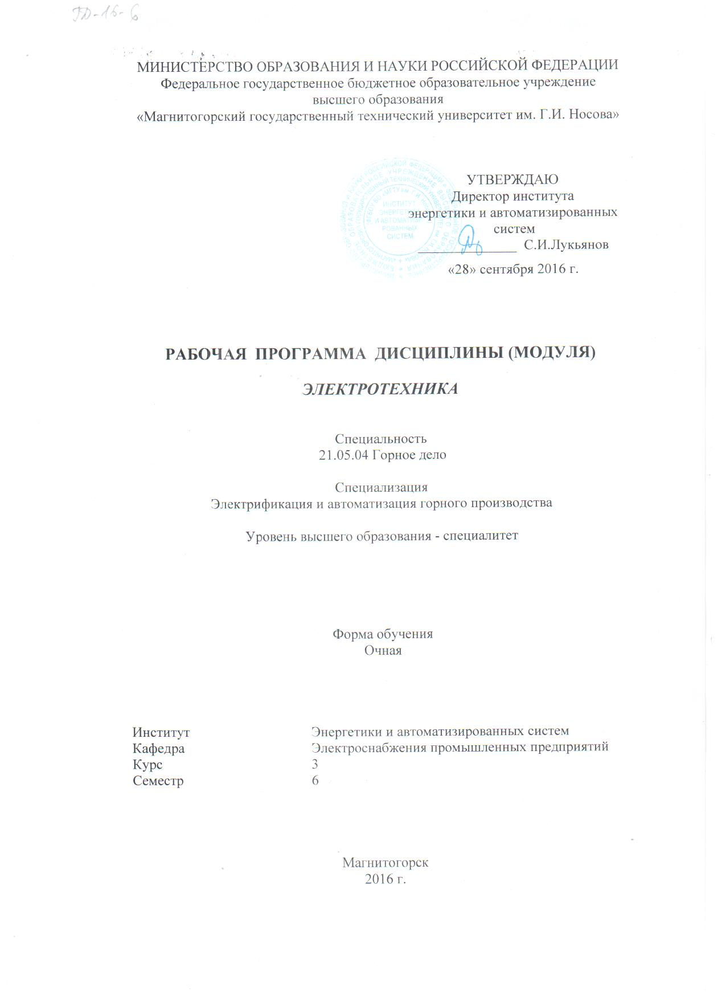 ГД-16-6
МИНИСТЕРСТВО ОБРАЗОВАНИЯ И НАУКИ РОССИЙСКОЙ ФЕДЕРАЦИИ
Федеральное государственное бюджетное образовательное учреждение
высшего образования
«Магнитогорский государственный технический университет им. Г.И. Носова»
УТВЕРЖДАЮ
Директор института
энергетики и автоматизированных
систем
С.И.Лукьянов
«28» сентября 2016 г.
ИНСТИТУТ
ЭНЕРГЕТИКИ
И АВТОМАТИЗИ-
РОВАННЫХ
СИСТЕМ
РАБОЧАЯ ПРОГРАММА ДИСЦИПЛИНЫ (МОДУЛЯ)
ЭЛЕКТРОТЕХНИКА
Специальность
21.05.04 Горное дело
Специализация
Электрификация и автоматизация горного производства
Уровень высшего образования - специалитет
Форма обучения
Очная
Институт Энергетики и автоматизированных систем
Кафедра Электроснабжения промышленных предприятий
Курс 3
Семестр 6
Магнитогорск
2016 г.